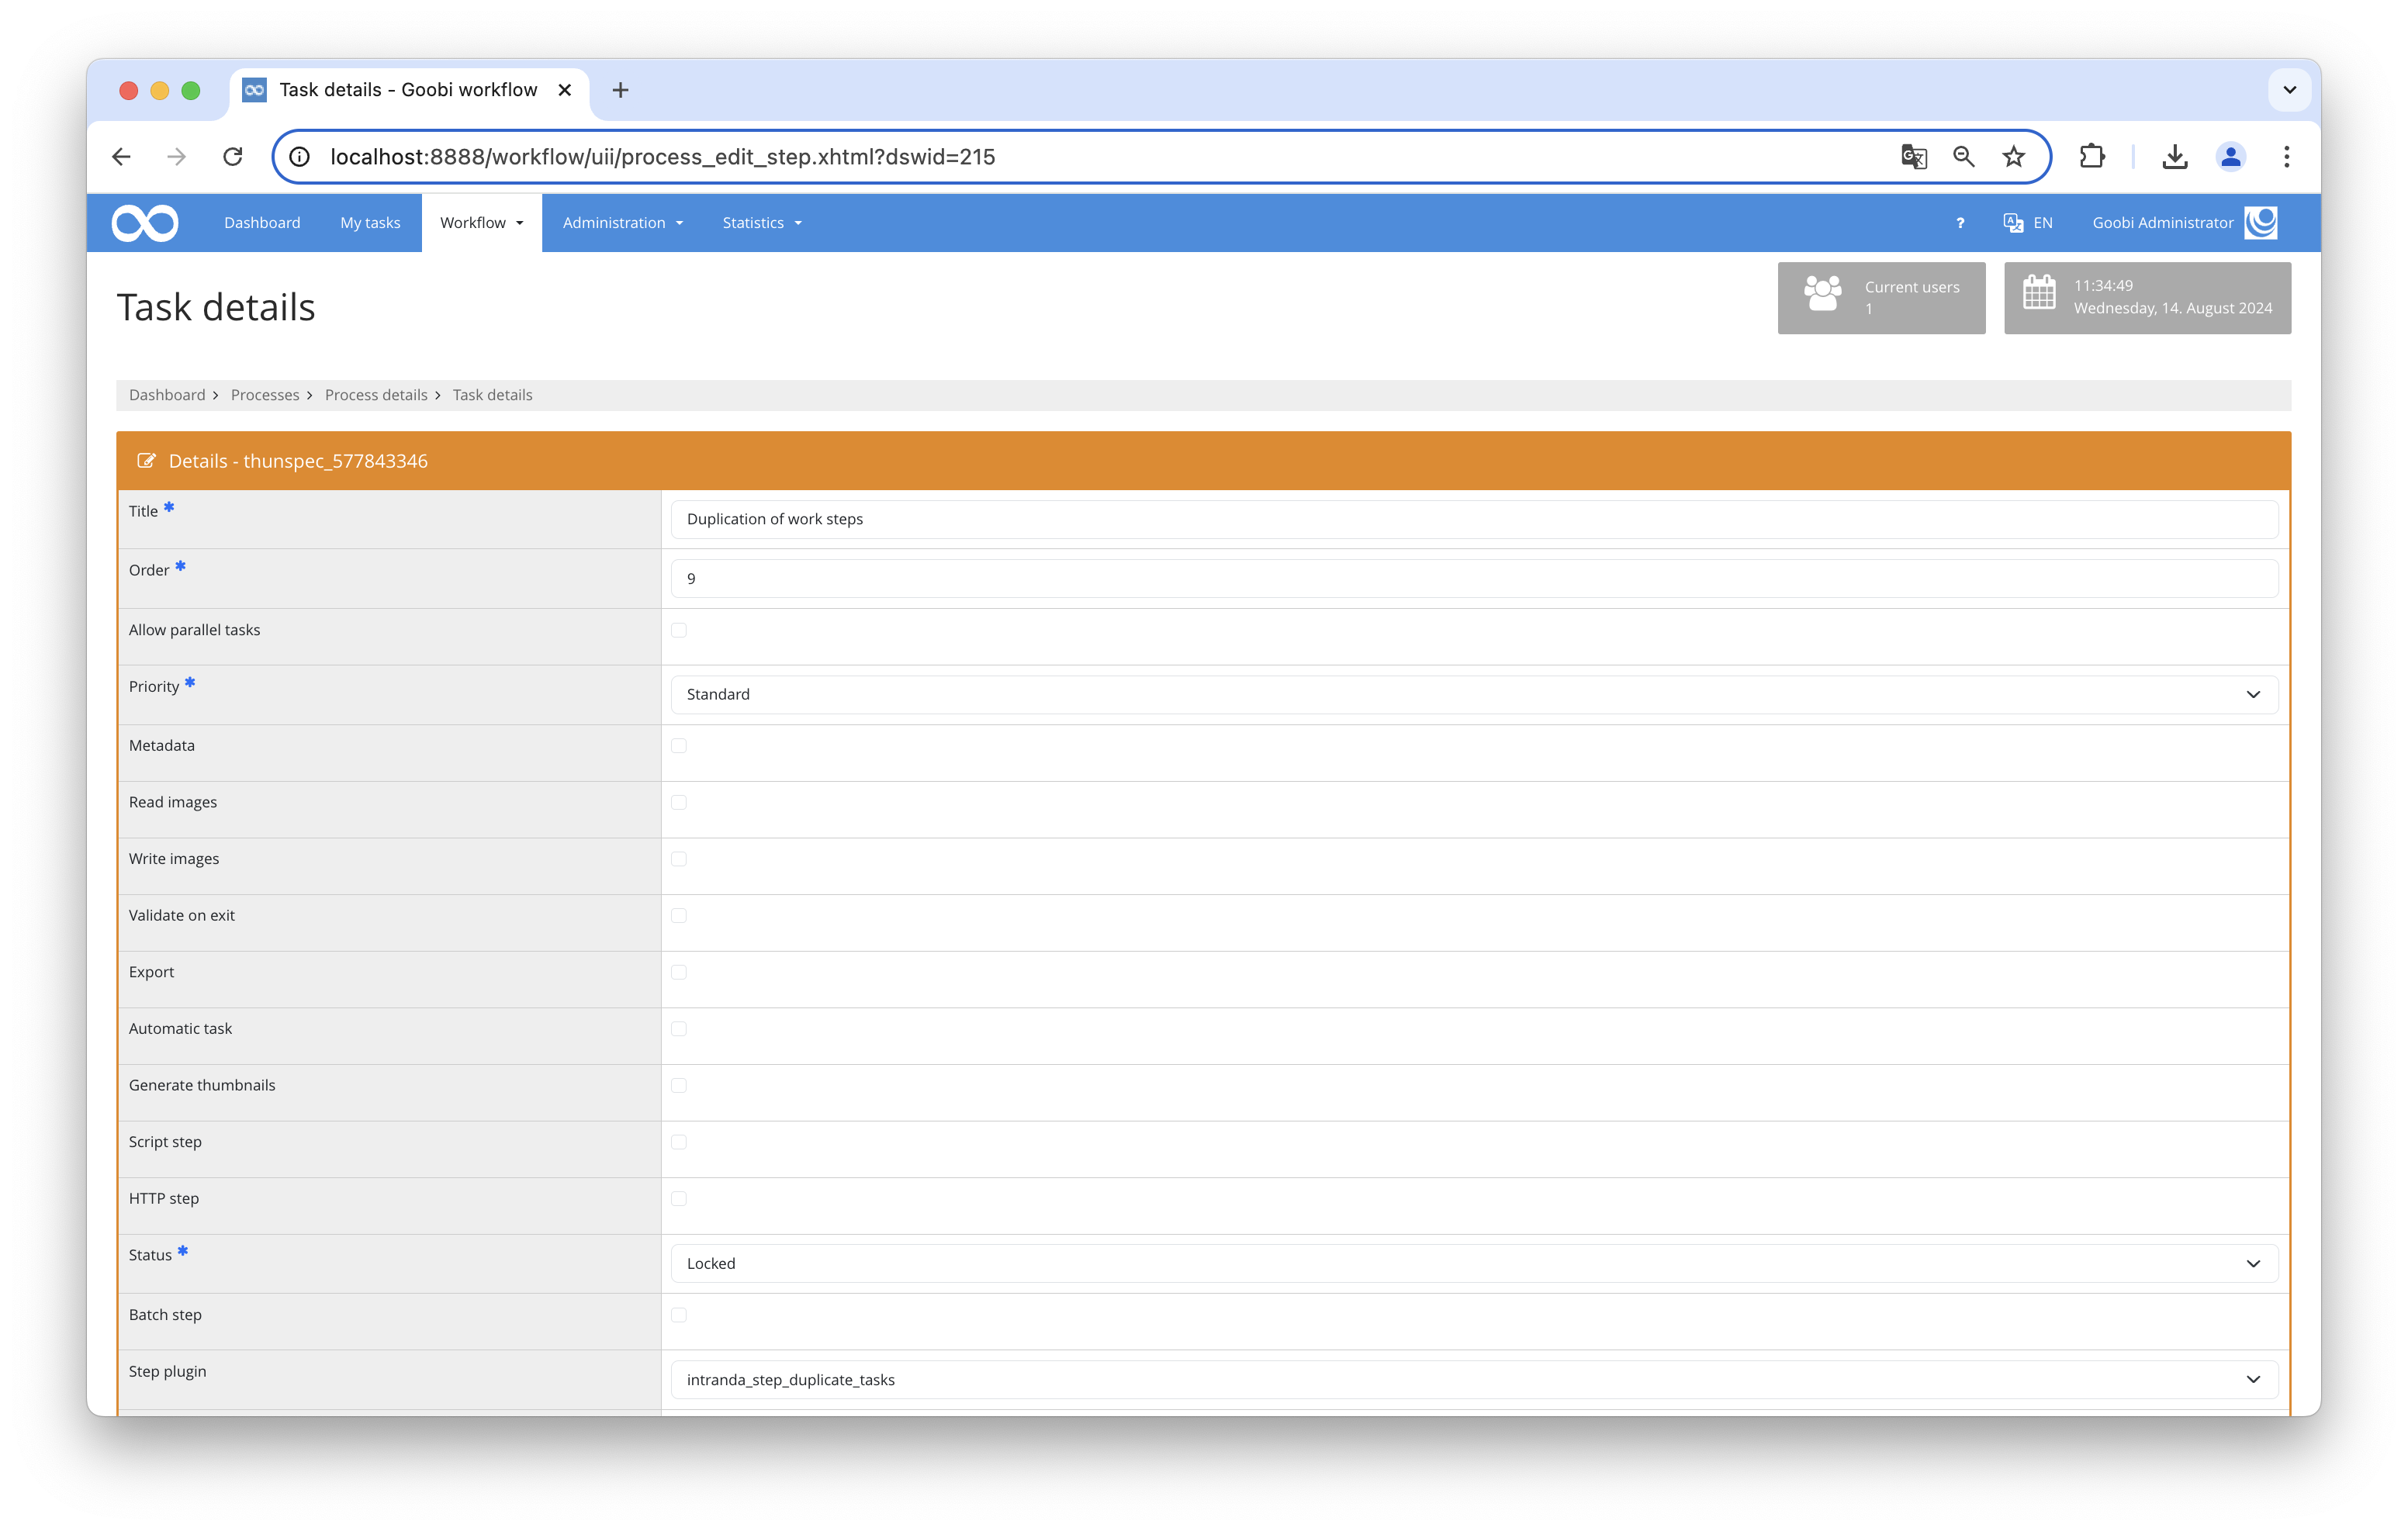 Task details - Goobi workflow
localhost:8888/workflow/uii/process_edit_step.xhtml?dswid=215
Dashboard My tasks Workflow Administration Statistics ? EN Goobi Administrator
Task details
Current users
1
11:34:49
Wednesday, 14. August 2024
Dashboard > Processes > Process details > Task details
Details - thunspec_577843346
Title * Duplication of work steps
Order * 9
Allow parallel tasks
Priority * Standard
Metadata
Read images
Write images
Validate on exit
Export
Automatic task
Generate thumbnails
Script step
HTTP step
Status * Locked
Batch step
Step plugin intranda_step_duplicate_tasks